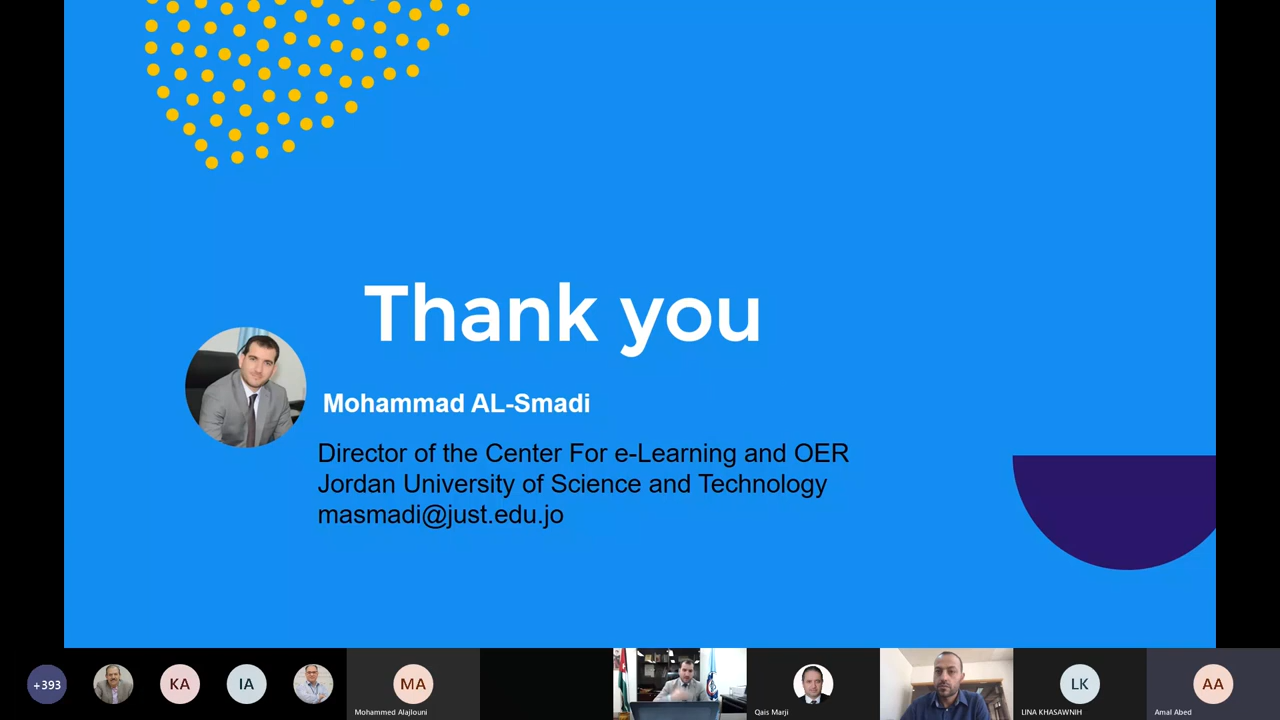 Thank you
Mohammad AL-Smadi
Director of the Center For e-Learning and OER
Jordan University of Science and Technology
masmadi@just.edu.jo
+393
KA
IA
MA
Mohammed Alajlouni
Qais Marji
LK
LINA KHASAWNIH
AA
Amal Abed